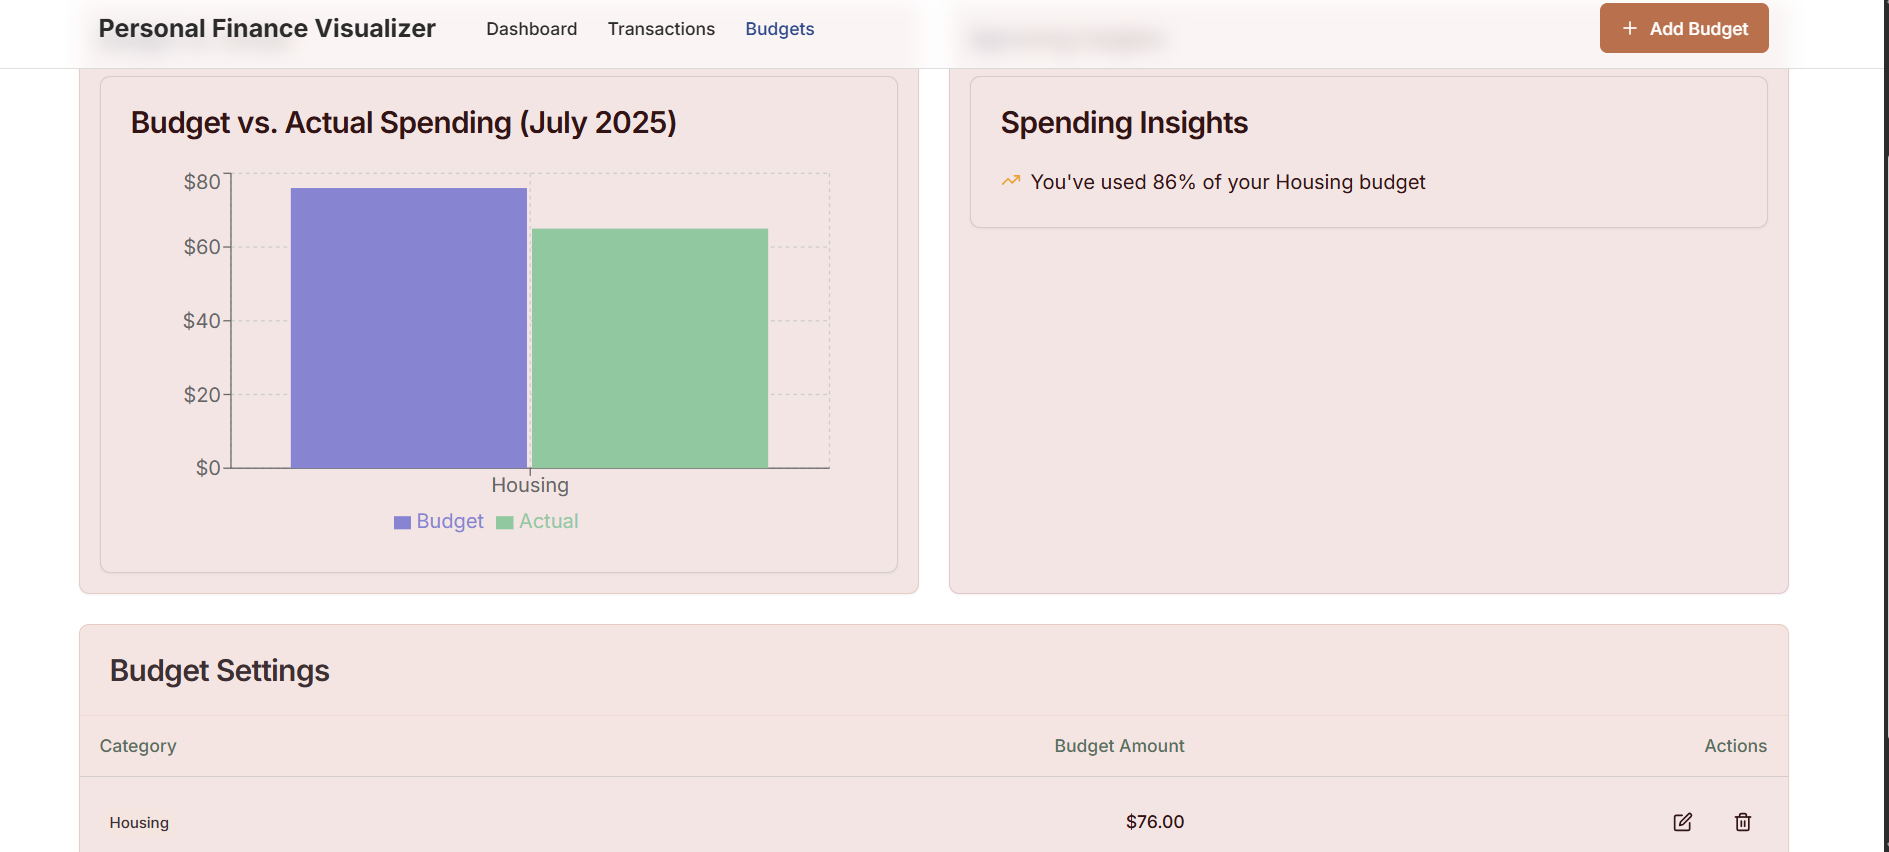 Personal Finance Visualizer
Dashboard
Transactions
Budgets
Add Budget
Budget vs. Actual Spending (July 2025)
$80
$60
$40
$20
$0
Housing
Budget
Actual
Spending Insights
You've used 86% of your Housing budget
Budget Settings
Category
Budget Amount
Actions
Housing
$76.00